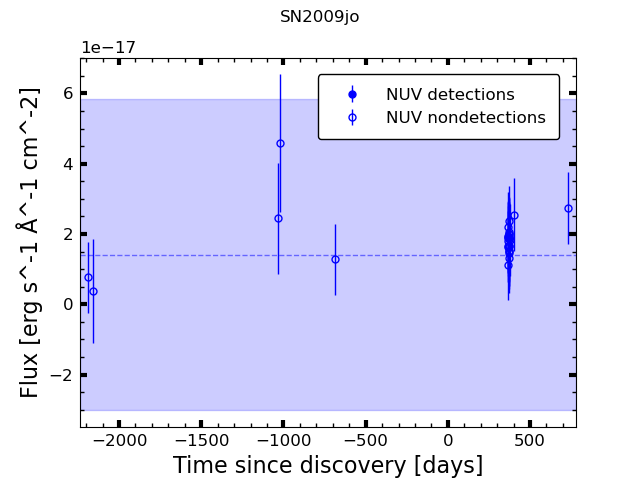 SN2009jo
1e−17
NUV detections
NUV nondetections
6
4
2
0
−2
Flux [erg s^-1 Å^-1 cm^-2]
−2000 −1500 −1000 −500 0 500
Time since discovery [days]